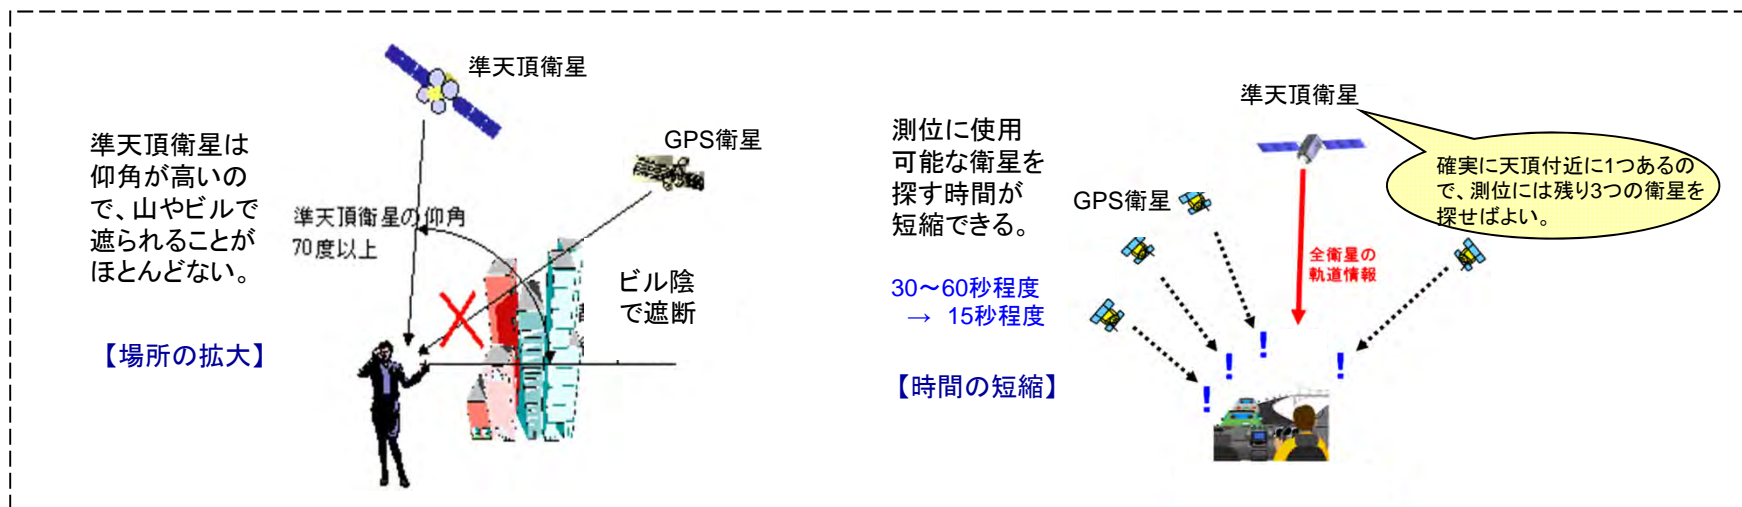 準天頂衛星
GPS衛星
準天頂衛星は
仰角が高いの
で、山やビルで
遮られることが
ほとんどない。
準天頂衛星の仰角
70度以上
ビル陰
で遮断
【場所の拡大】
準天頂衛星
測位に使用
可能な衛星を
探す時間が
短縮できる。
確実に天頂付近に1つあるの
で、測位には残り3つの衛星を
探せばよい。
GPS衛星
全衛星の
軌道情報
30～60秒程度
→ 15秒程度
【時間の短縮】
!
!
!
!